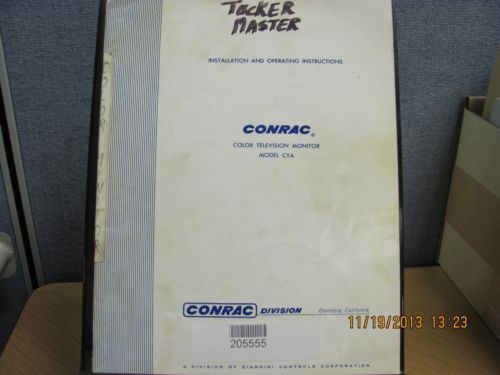 TUCKER
MASTER
INSTALLATION AND OPERATING INSTRUCTIONS
CONRAC®
COLOR TELEVISION MONITOR
MODEL CYA
CONRAC DIVISION Glendora, California
205555
A DIVISION OF GIANNINI CONTROLS CORPORATION
11/19/2013 13:23